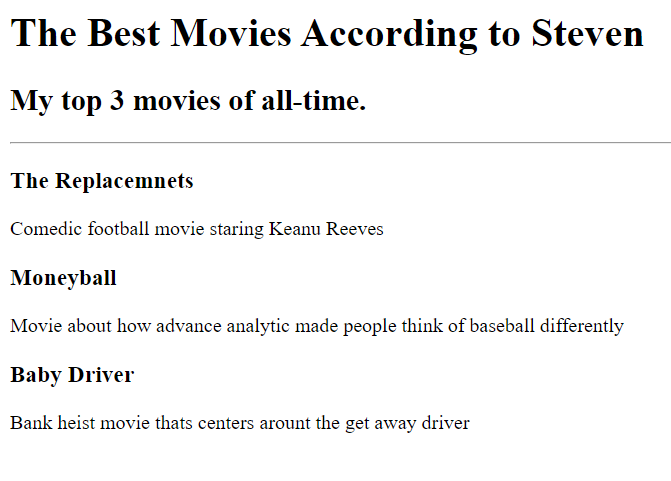 The Best Movies According to Steven
My top 3 movies of all-time.
The Replacemnets
Comedic football movie staring Keanu Reeves
Moneyball
Movie about how advance analytic made people think of baseball differently
Baby Driver
Bank heist movie thats centers arount the get away driver